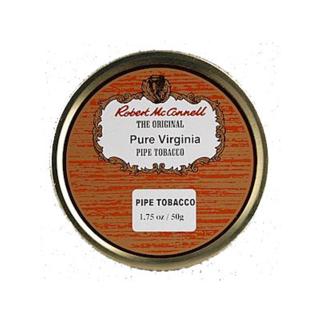 Robert McConnell
THE ORIGINAL
Pure Virginia
PIPE TOBACCO
PIPE TOBACCO
1.75 oz / 50g